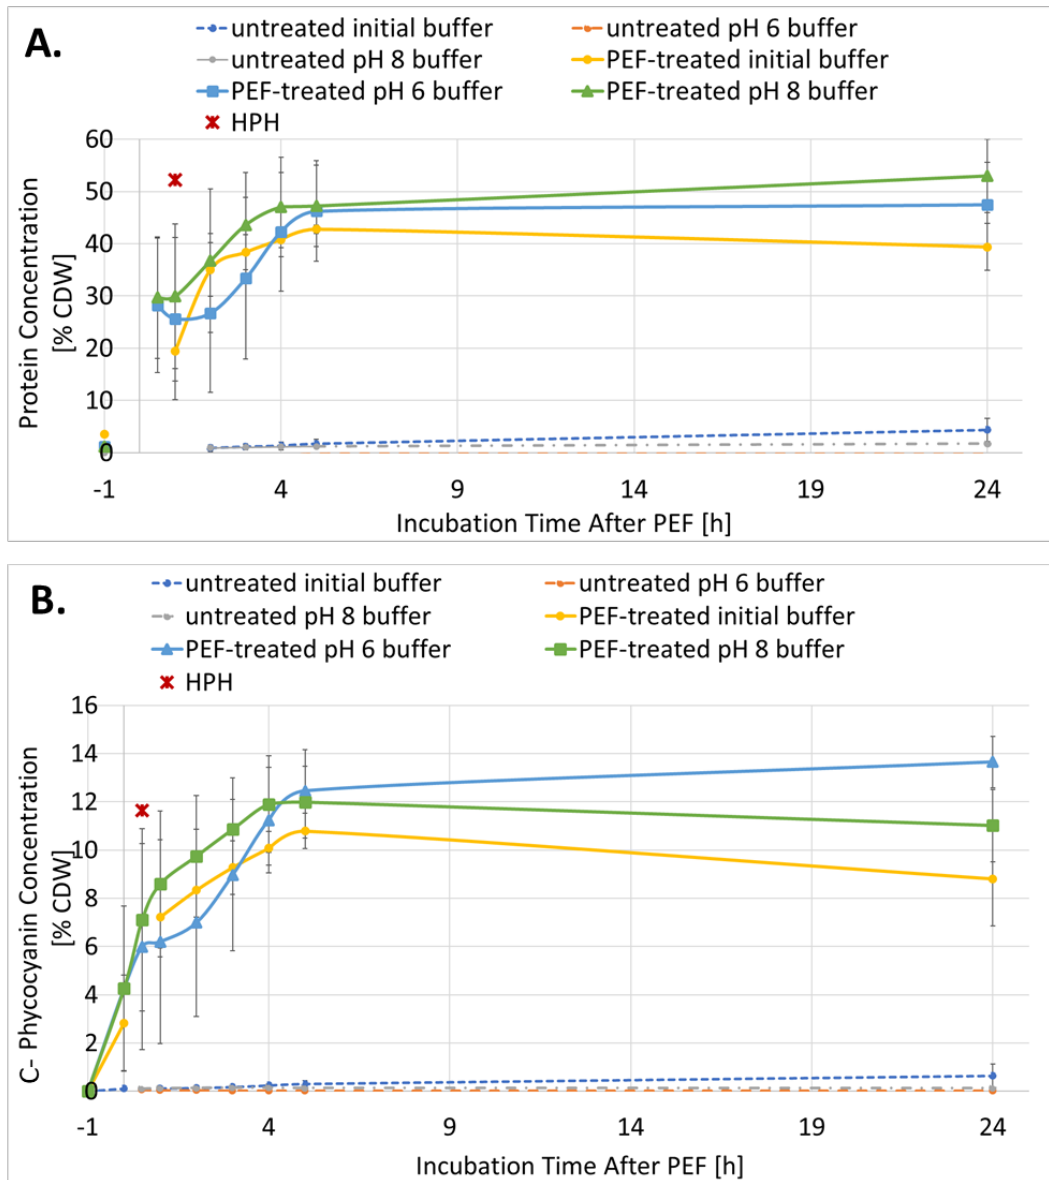 A.
untreated initial buffer
untreated pH 6 buffer
untreated pH 8 buffer
PEF-treated initial buffer
PEF-treated pH 6 buffer
PEF-treated pH 8 buffer
HPH
Protein Concentration
[% CDW]
60
50
40
30
20
10
0
-1
4
9
14
19
24
Incubation Time After PEF [h]
B.
untreated initial buffer
untreated pH 6 buffer
untreated pH 8 buffer
PEF-treated initial buffer
PEF-treated pH 6 buffer
PEF-treated pH 8 buffer
HPH
C- Phycocyanin Concentration
[% CDW]
16
14
12
10
8
6
4
2
0
-1
4
9
14
19
24
Incubation Time After PEF [h]